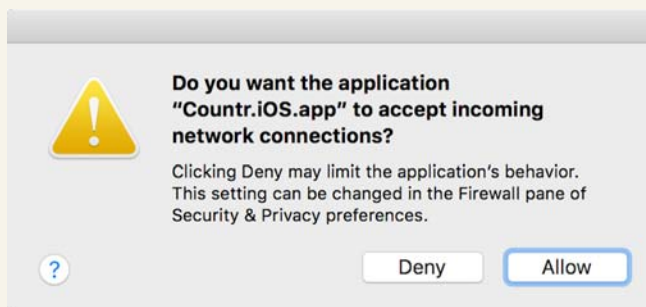 Do you want the application
“Countr.iOS.app” to accept incoming
network connections?
Clicking Deny may limit the application’s behavior.
This setting can be changed in the Firewall pane of
Security & Privacy preferences.
?
Deny
Allow